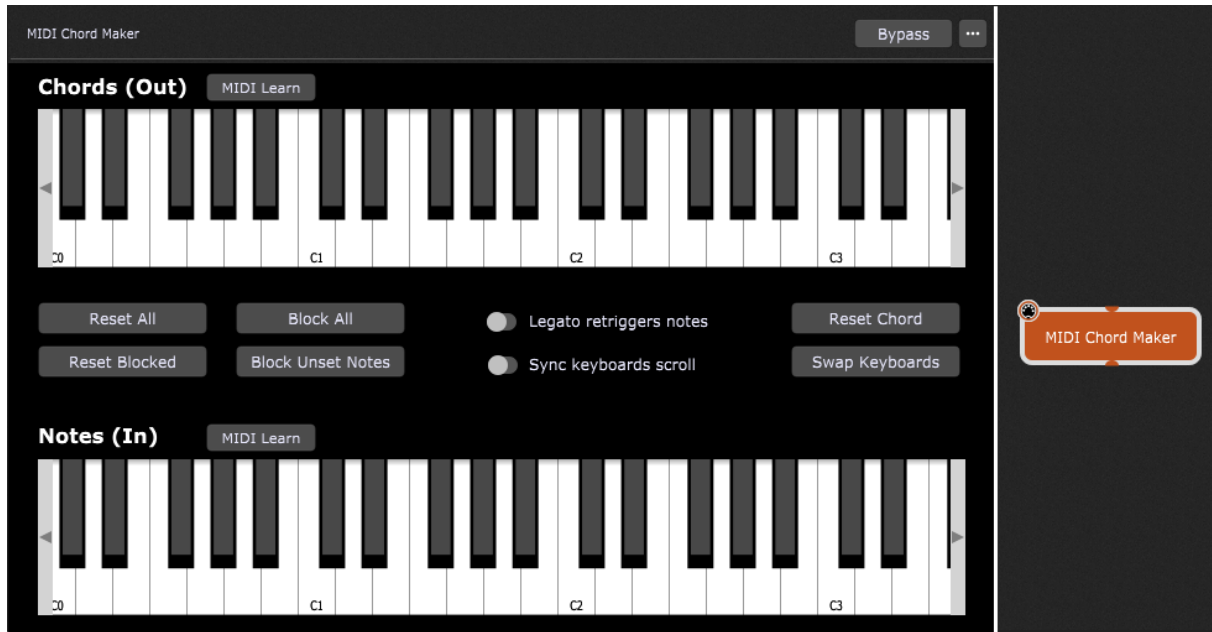 MIDI Chord Maker
Bypass
...
Chords (Out)
MIDI Learn
C0 C1 C2 C3
Reset All
Block All
Legato retriggers notes
Reset Chord
Reset Blocked
Block Unset Notes
Sync keyboards scroll
Swap Keyboards
MIDI Chord Maker
Notes (In)
MIDI Learn
C0 C1 C2 C3